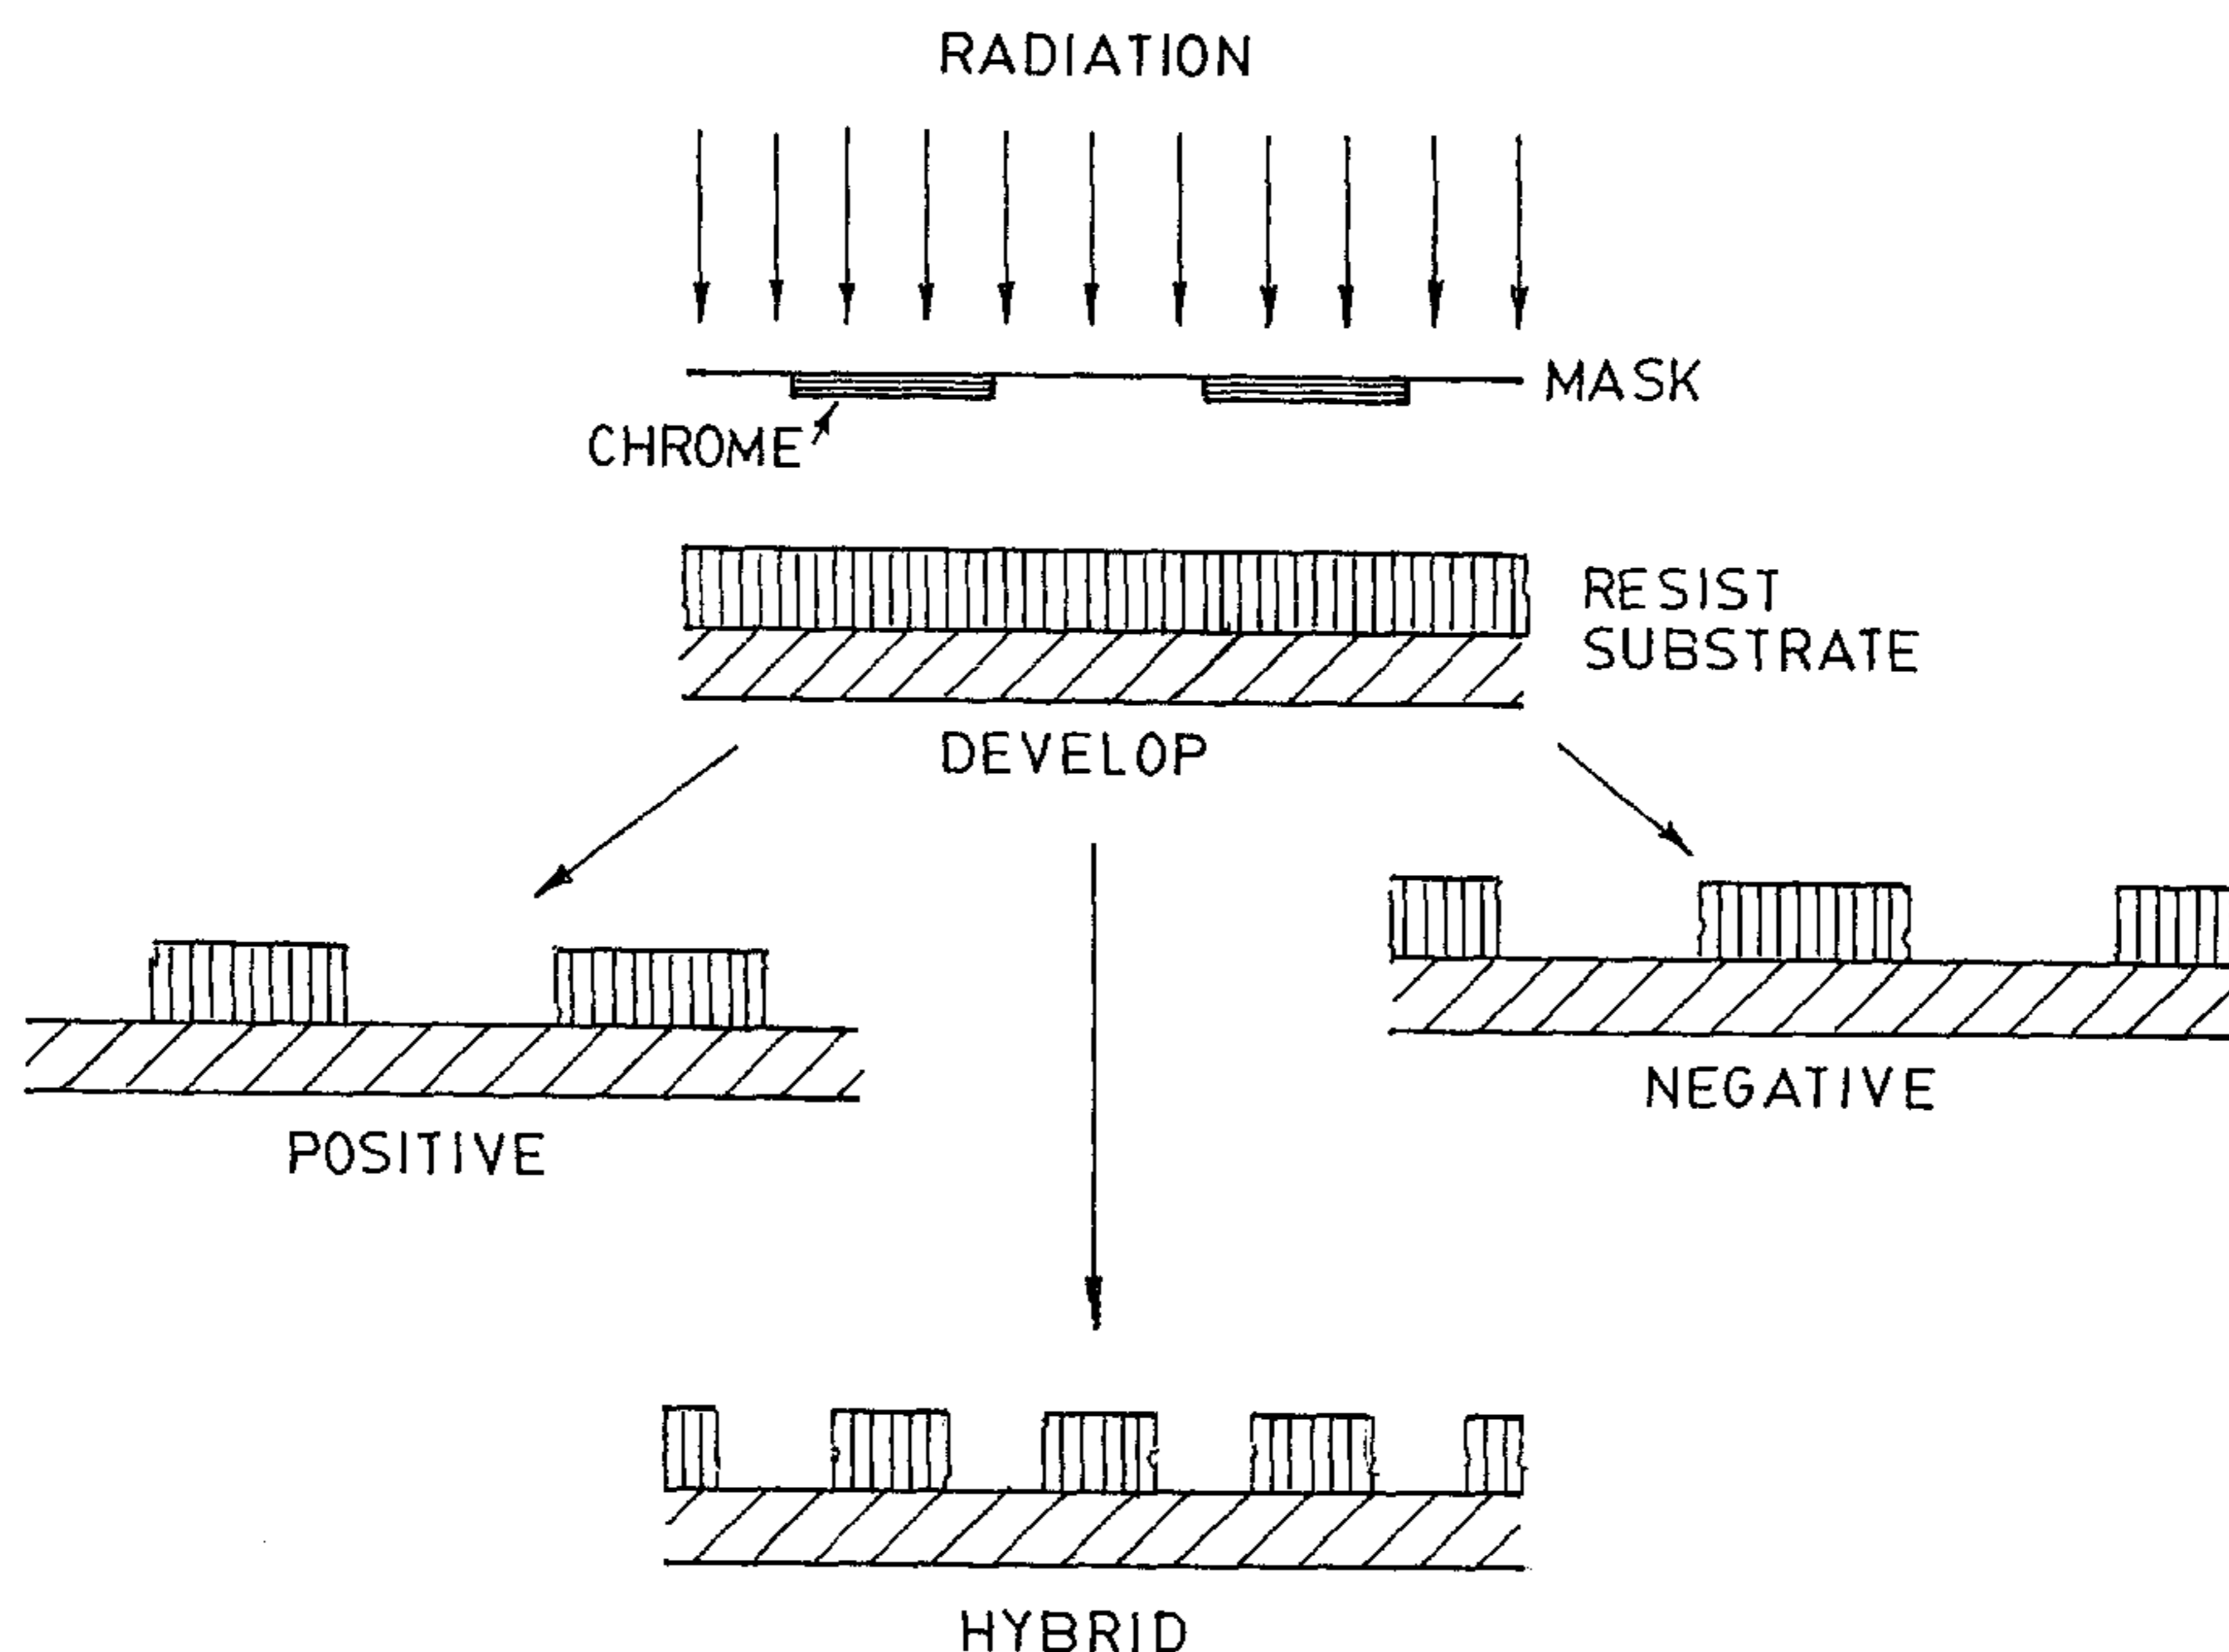 RADIATION
MASK
CHROME
RESIST
SUBSTRATE
DEVELOP
NEGATIVE
POSITIVE
HYBRID